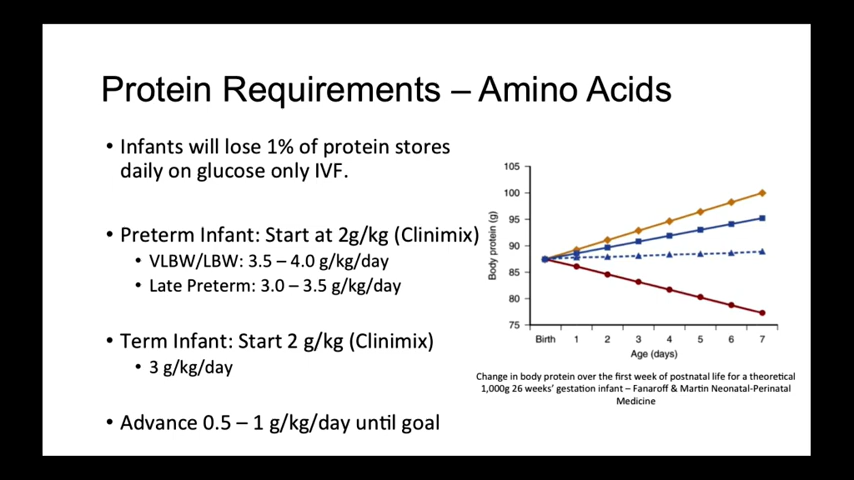 Protein Requirements – Amino Acids
• Infants will lose 1% of protein stores
daily on glucose only IVF.
• Preterm Infant: Start at 2g/kg (Clinimix)
• VLBW/LBW: 3.5 – 4.0 g/kg/day
• Late Preterm: 3.0 – 3.5 g/kg/day
• Term Infant: Start 2 g/kg (Clinimix)
• 3 g/kg/day
• Advance 0.5 – 1 g/kg/day until goal
Body protein (g)
105
100
95
90
85
80
75
Birth 1 2 3 4 5 6 7
Age (days)
Change in body protein over the first week of postnatal life for a theoretical
1,000g 26 weeks' gestation infant – Fanaroff & Martin Neonatal-Perinatal
Medicine